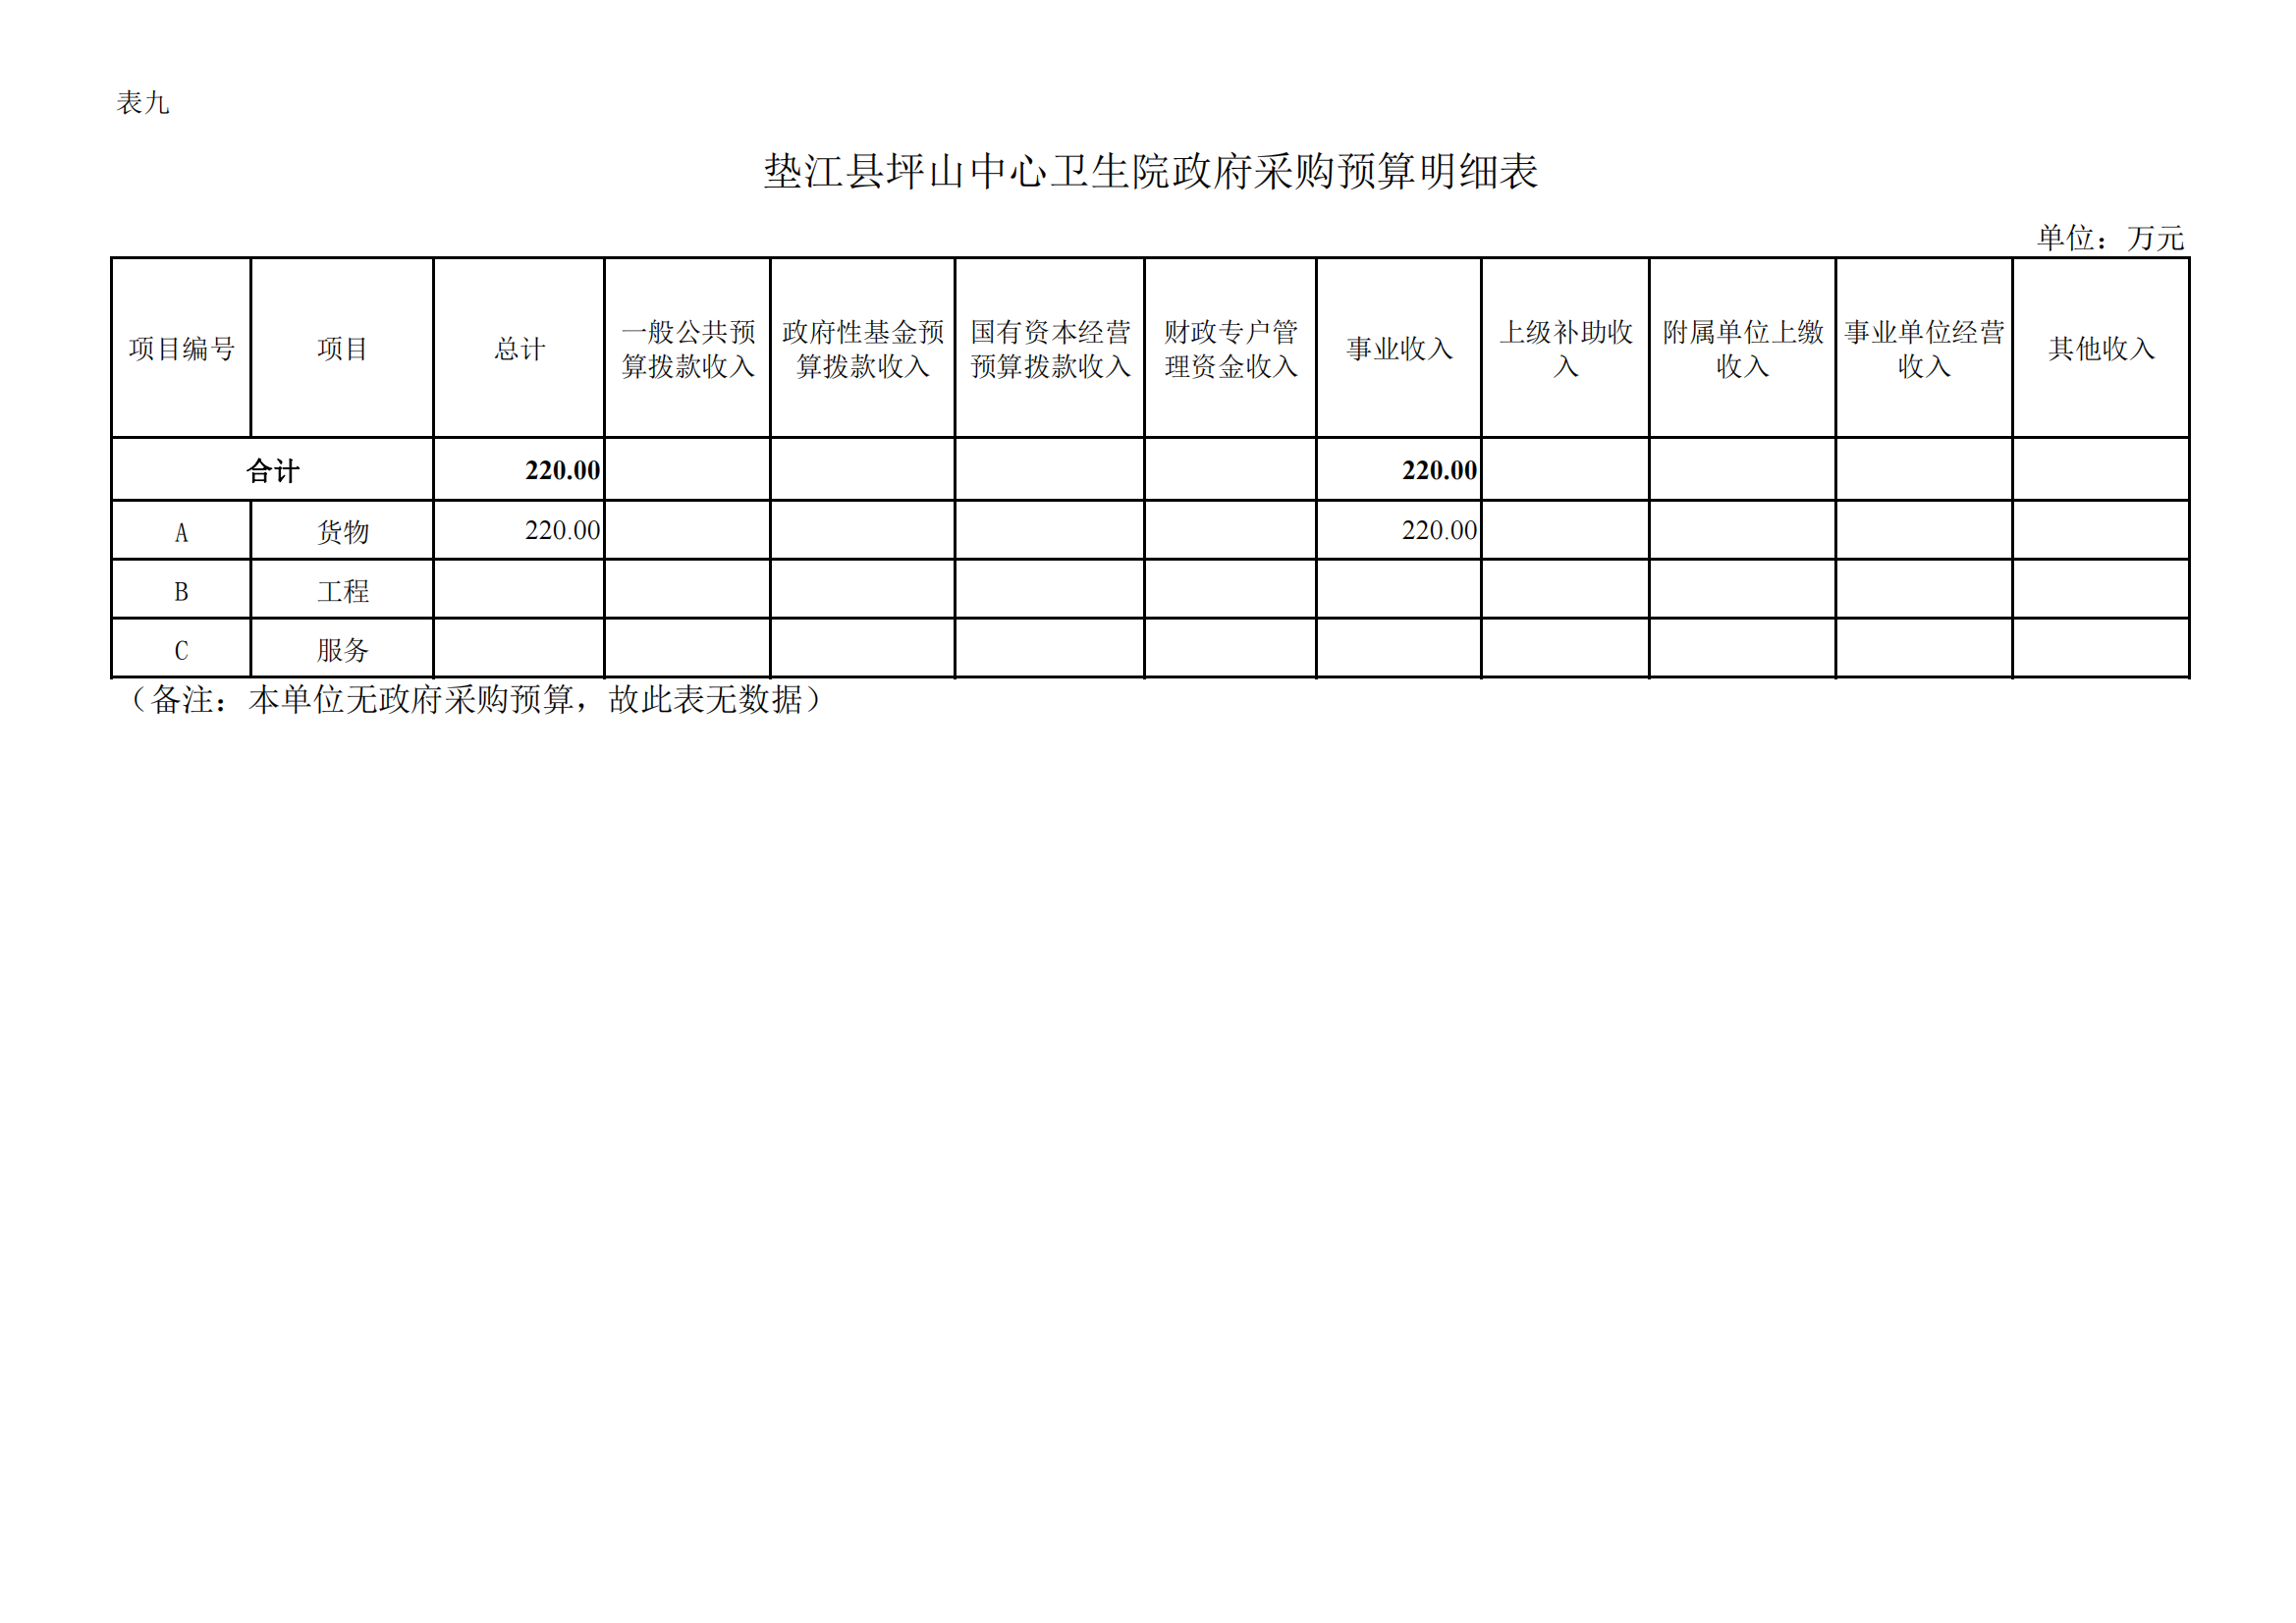 表九
垫江县坪山中心卫生院政府采购预算明细表
单位：万元
项目编号 项目 总计 一般公共预算拨款收入 政府性基金预算拨款收入 国有资本经营预算拨款收入 财政专户管理资金收入 事业收入 上级补助收入 附属单位上缴收入 事业单位经营收入 其他收入
合计 220.00 220.00
A 货物 220.00 220.00
B 工程
C 服务
（备注：本单位无政府采购预算，故此表无数据）